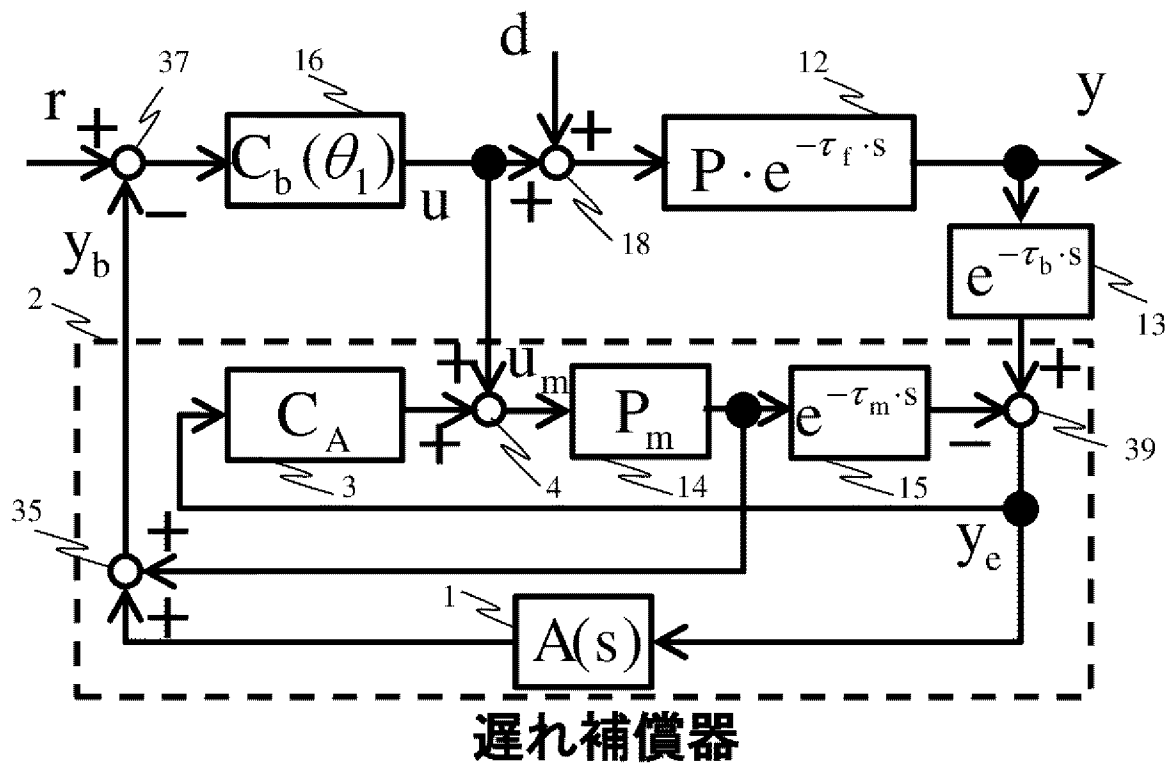 37
16
d
12
r
+
C_b(θ_1)
+
P · e^{-τ_f·s}
y
−
u
+
18
y_b
e^{-τ_b·s}
13
2
+
u_m
+
C_A
+
P_m
e^{-τ_m·s}
−
39
3
4
14
15
35
+
y_e
+
1
A(s)
遅れ補償器